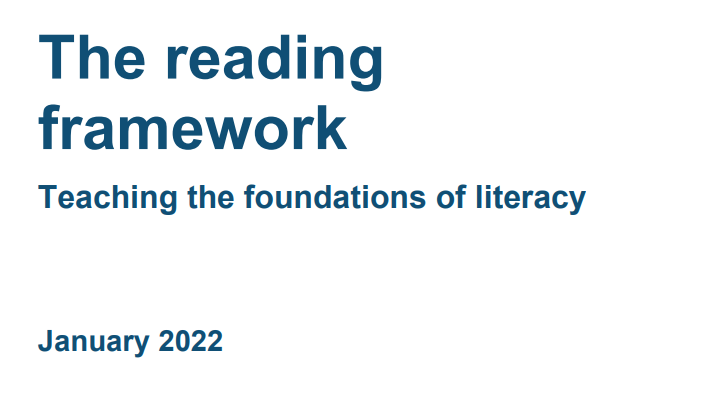 The reading
framework
Teaching the foundations of literacy
January 2022